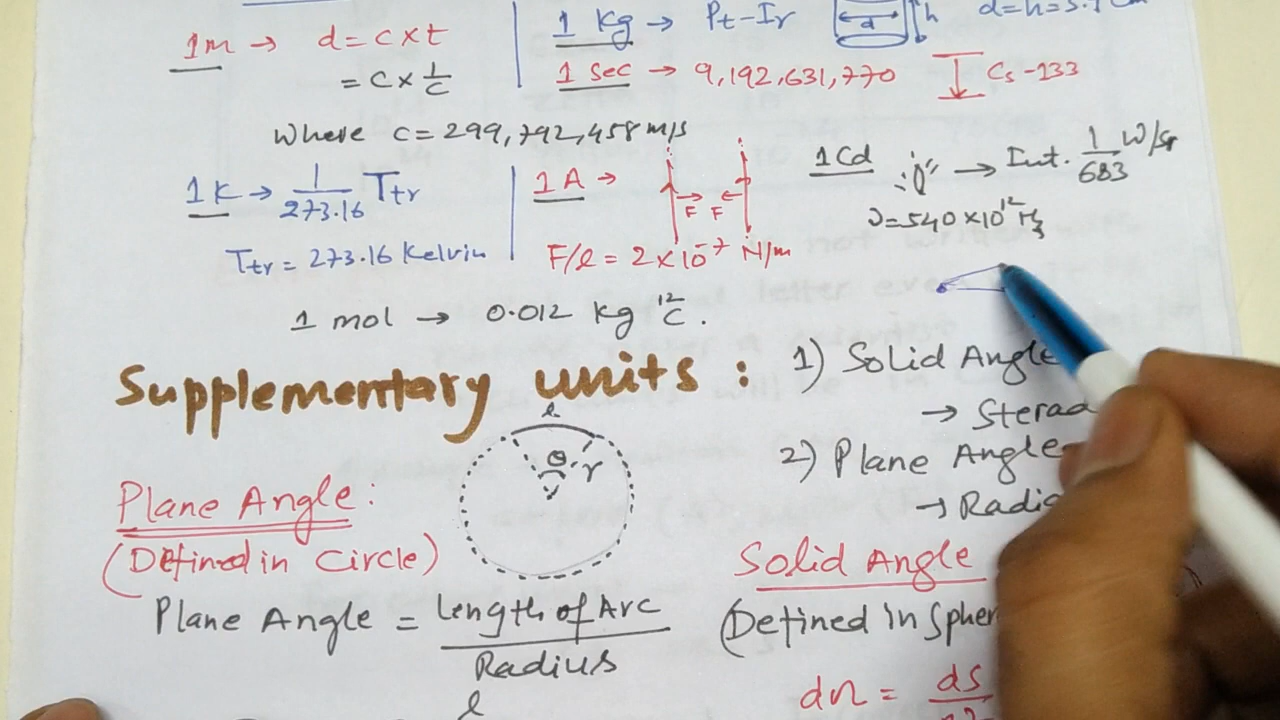 1m → d = c x t
= c x 1/c
1 Kg → Pt-Ir d h
1 Sec → 9,192,631,770 Cs-133
Where c = 299,792,458 m/s
1K → 1/273.16 Ttr
Ttr = 273.16 Kelvin
1 A → F F
F/l = 2 x 10⁻⁷ N/m
1 Cd → Int. 1/683 W/Sr
ν = 540 x 10¹² Hz
1 mol → 0.012 kg ¹²C.
Supplementary units :
1) Solid Angle
→ Sterad
2) Plane Angle
→ Radia
l θ r
Plane Angle :
(Defined in Circle)
Plane Angle = Length of Arc / Radius
l
Solid Angle
(Defined in Spher
dΩ = ds